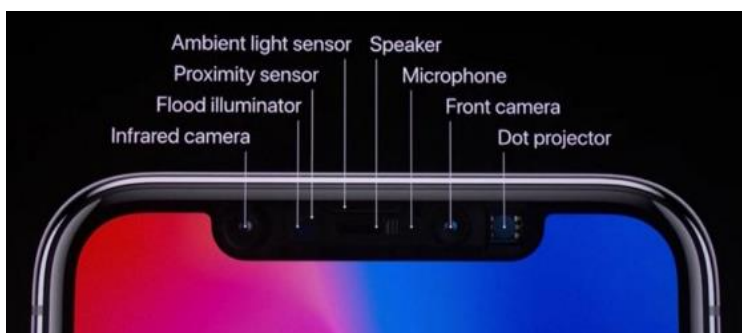 Ambient light sensor Speaker
Proximity sensor Microphone
Flood illuminator Front camera
Infrared camera Dot projector